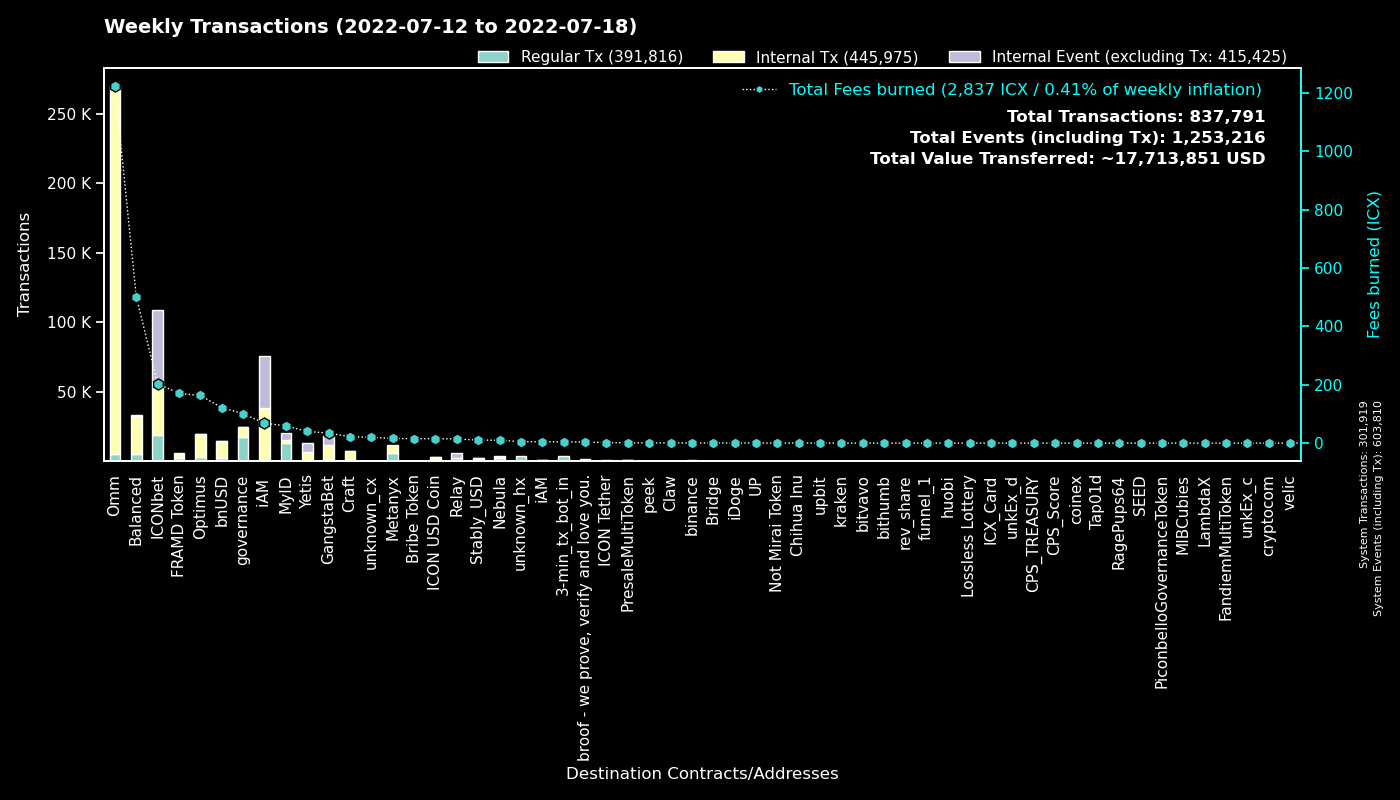 Weekly Transactions (2022-07-12 to 2022-07-18)
Regular Tx (391,816)
Internal Tx (445,975)
Internal Event (excluding Tx: 415,425)
Total Fees burned (2,837 ICX / 0.41% of weekly inflation)
Total Transactions: 837,791
Total Events (including Tx): 1,253,216
Total Value Transferred: ~17,713,851 USD
Transactions
250 K
200 K
150 K
100 K
50 K
1200
1000
800
600
400
200
0
Fees burned (ICX)
System Transactions: 301,919
System Events (including Tx): 603,810
Omm
Balanced
ICONbet
FRAMD Token
Optimus
bnUSD
governance
iAM
MyID
Yetis
GangstaBet
Craft
unknown_cx
Metanyx
Bribe Token
ICON USD Coin
Relay
Stably_USD
Nebula
unknown_hx
iAM
3-min_tx_bot_in
broof - we prove, verify and love you.
ICON Tether
PresaleMultiToken
peek
Claw
binance
Bridge
iDoge
UP
Not Mirai Token
Chihua Inu
upbit
kraken
bitvavo
bithumb
rev_share
funnel_1
huobi
Lossless Lottery
ICX_Card
unkEx_d
CPS_TREASURY
CPS_Score
coinex
Tap01d
RagePups64
SEED
PiconbelloGovernanceToken
MIBCubies
LambdaX
FandiemMultiToken
unkEx_c
cryptocom
velic
Destination Contracts/Addresses